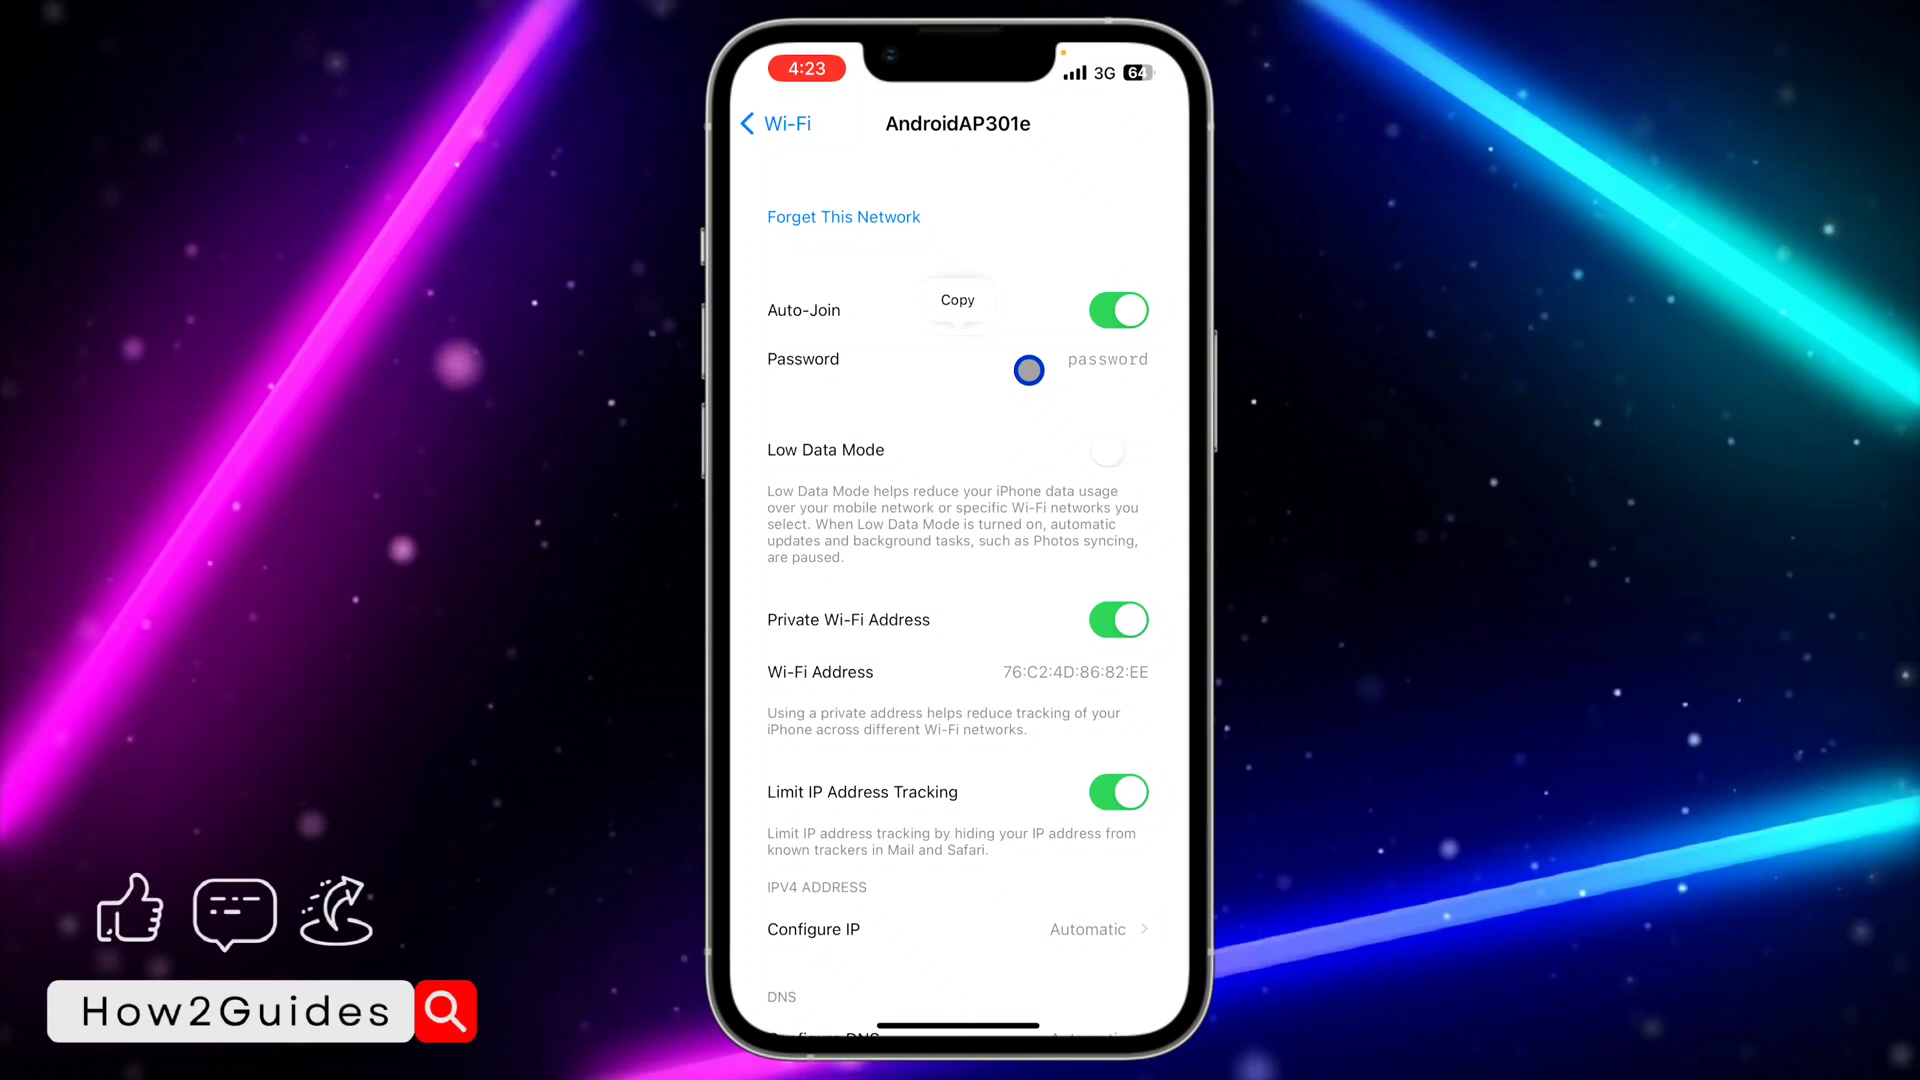 4:23
3G 64
Wi-Fi
AndroidAP301e
Forget This Network
Copy
Auto-Join
Password password
Low Data Mode
Low Data Mode helps reduce your iPhone data usage
over your mobile network or specific Wi-Fi networks you
select. When Low Data Mode is turned on, automatic
updates and background tasks, such as Photos syncing,
are paused.
Private Wi-Fi Address
Wi-Fi Address 76:C2:4D:86:82:EE
Using a private address helps reduce tracking of your
iPhone across different Wi-Fi networks.
Limit IP Address Tracking
Limit IP address tracking by hiding your IP address from
known trackers in Mail and Safari.
IPV4 ADDRESS
Configure IP Automatic
DNS
How2Guides